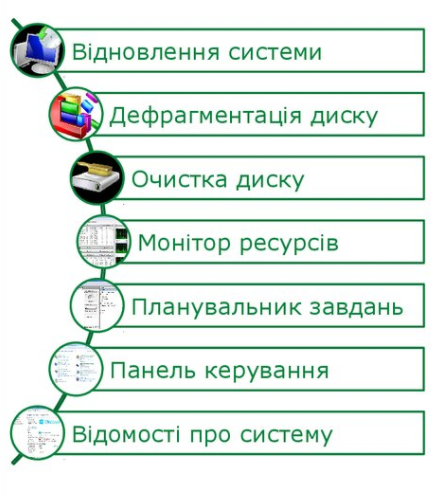 Відновлення системи
Дефрагментація диску
Очистка диску
Монітор ресурсів
Планувальник завдань
Панель керування
Відомості про систему